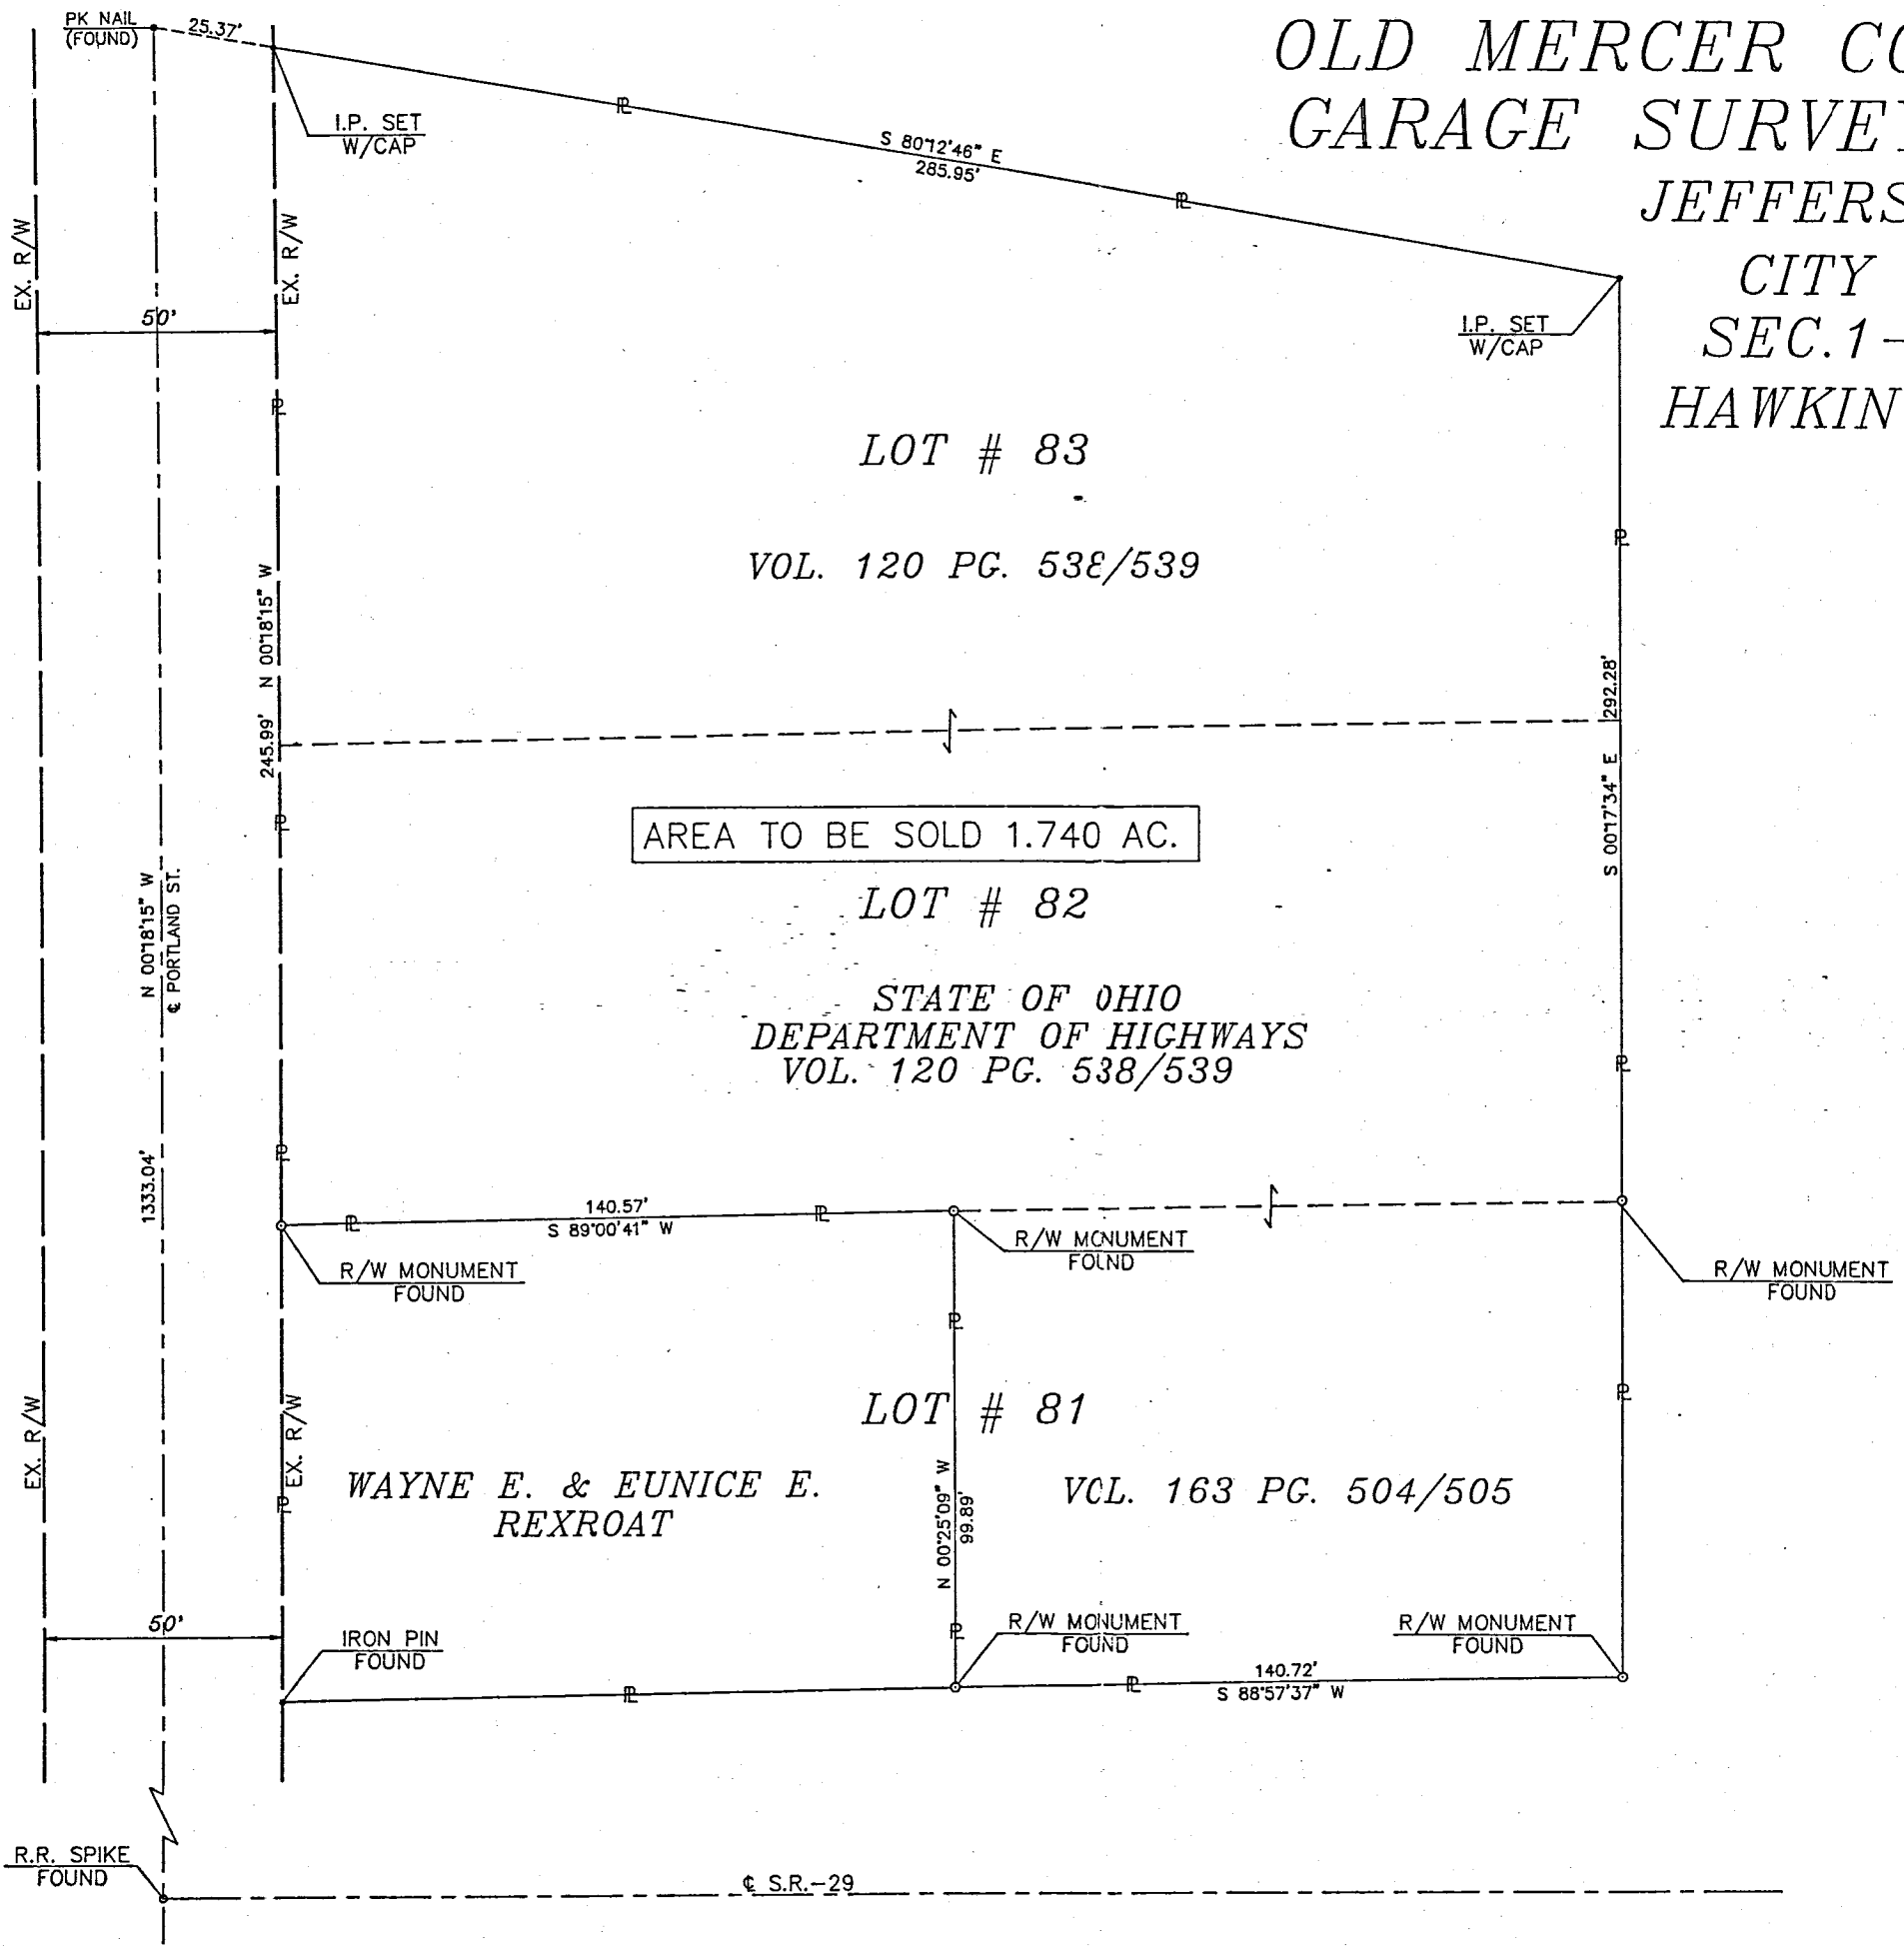 OLD MERCER CO
GARAGE SURVEY
JEFFERS
CITY
SEC.1-
HAWKIN
PK NAIL
(FOUND)
25.37'
I.P. SET
W/CAP
S 80°12'46" E
285.95'
EX. R/W
EX. R/W
50'
I.P. SET
W/CAP
LOT # 83
VOL. 120 PG. 538/539
245.99' N 00°18'15" W
292.28'
S 00°17'34" E
AREA TO BE SOLD 1.740 AC.
LOT # 82
STATE OF OHIO
DEPARTMENT OF HIGHWAYS
VOL. 120 PG. 538/539
N 00°18'15" W
℄ PORTLAND ST.
1333.04'
140.57'
S 89°00'41" W
R/W MONUMENT
FOUND
R/W MONUMENT
FOUND
R/W MONUMENT
FOUND
LOT # 81
EX. R/W
EX. R/W
WAYNE E. & EUNICE E.
REXROAT
N 00°25'09" W
99.89'
VOL. 163 PG. 504/505
50'
IRON PIN
FOUND
R/W MONUMENT
FOUND
R/W MONUMENT
FOUND
140.72'
S 88°57'37" W
R.R. SPIKE
FOUND
℄ S.R.-29